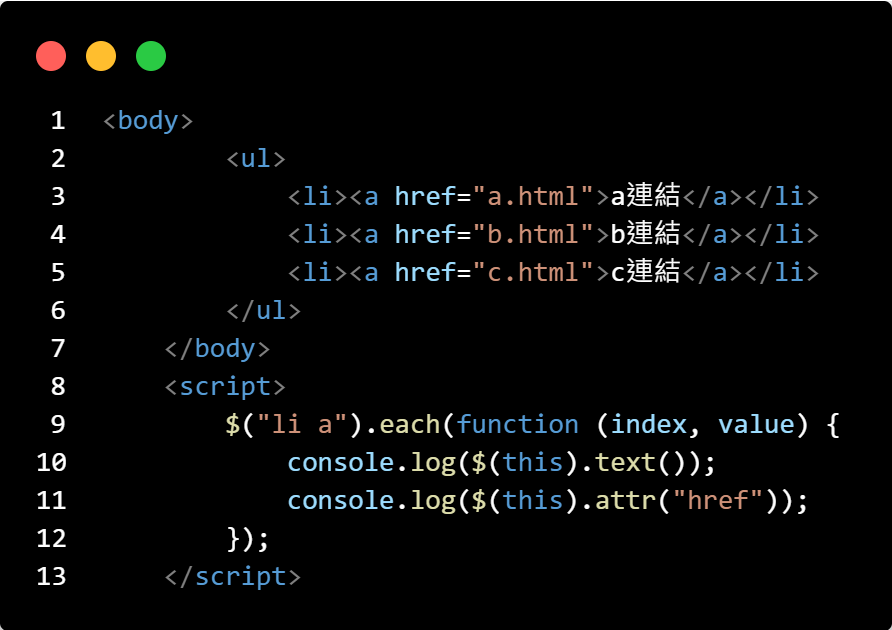 1 <body>
2 <ul>
3 <li><a href="a.html">a連結</a></li>
4 <li><a href="b.html">b連結</a></li>
5 <li><a href="c.html">c連結</a></li>
6 </ul>
7 </body>
8 <script>
9 $("li a").each(function (index, value) {
10 console.log($(this).text());
11 console.log($(this).attr("href"));
12 });
13 </script>